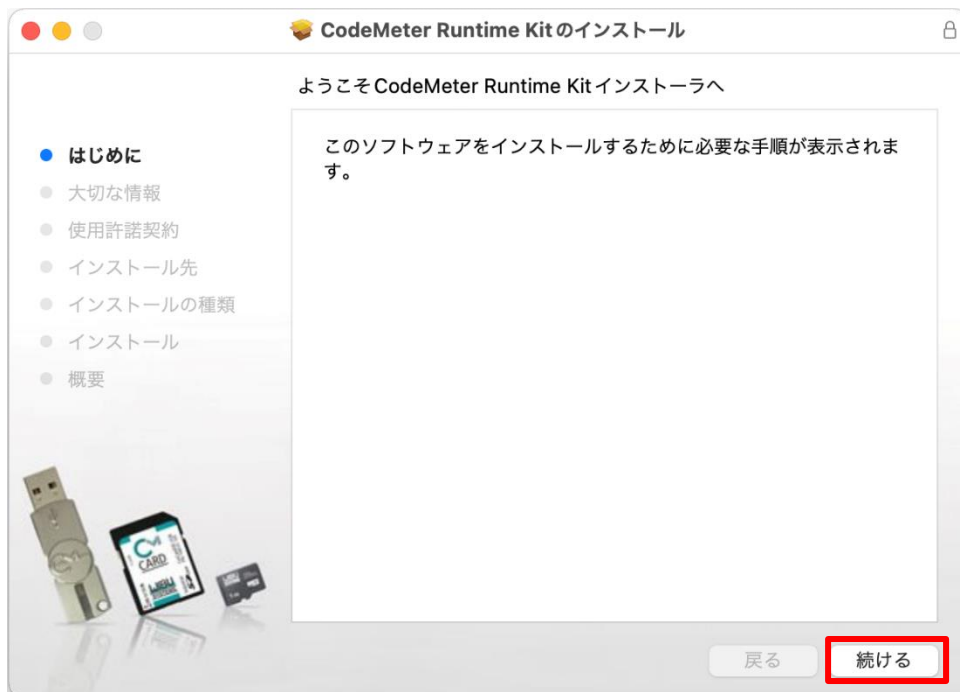 CodeMeter Runtime Kitのインストール
ようこそCodeMeter Runtime Kitインストーラへ
はじめに
大切な情報
使用許諾契約
インストール先
インストールの種類
インストール
概要
このソフトウェアをインストールするために必要な手順が表示されま
す。
CARD
WIBU
戻る
続ける